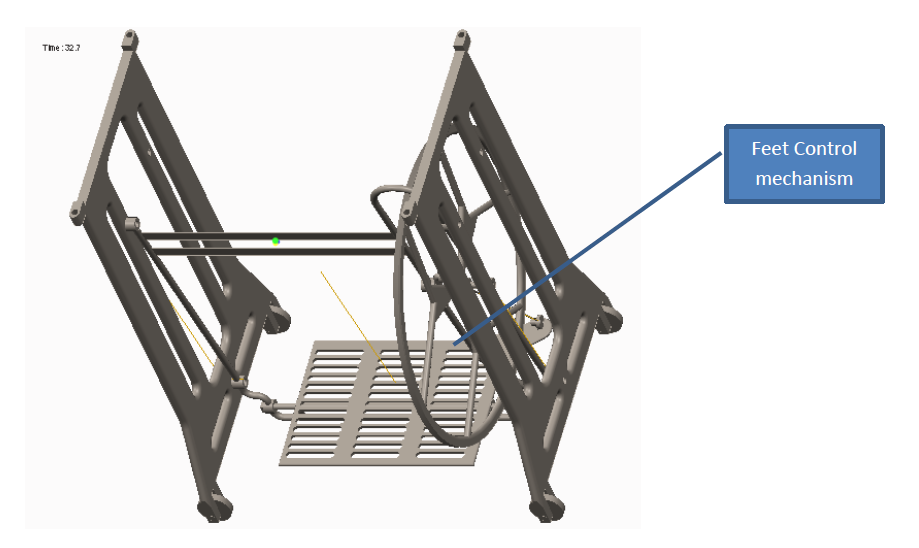 Time : 32.7
Feet Control
mechanism